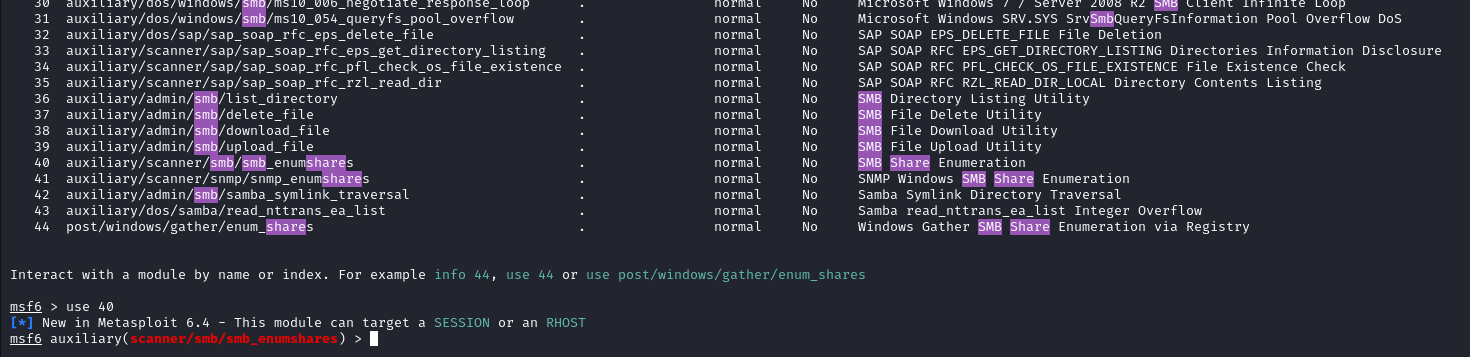 30 auxiliary/dos/windows/smb/ms10_006_negotiate_response_loop . normal No Microsoft Windows 7 / Server 2008 R2 SMB Client Infinite Loop
31 auxiliary/dos/windows/smb/ms10_054_queryfs_pool_overflow . normal No Microsoft Windows SRV.SYS SrvSmbQueryFsInformation Pool Overflow DoS
32 auxiliary/dos/sap/sap_soap_rfc_eps_delete_file . normal No SAP SOAP EPS_DELETE_FILE File Deletion
33 auxiliary/scanner/sap/sap_soap_rfc_eps_get_directory_listing . normal No SAP SOAP RFC EPS_GET_DIRECTORY_LISTING Directories Information Disclosure
34 auxiliary/scanner/sap/sap_soap_rfc_pfl_check_os_file_existence . normal No SAP SOAP RFC PFL_CHECK_OS_FILE_EXISTENCE File Existence Check
35 auxiliary/scanner/sap/sap_soap_rfc_rzl_read_dir . normal No SAP SOAP RFC RZL_READ_DIR_LOCAL Directory Contents Listing
36 auxiliary/admin/smb/list_directory . normal No SMB Directory Listing Utility
37 auxiliary/admin/smb/delete_file . normal No SMB File Delete Utility
38 auxiliary/admin/smb/download_file . normal No SMB File Download Utility
39 auxiliary/admin/smb/upload_file . normal No SMB File Upload Utility
40 auxiliary/scanner/smb/smb_enumshares . normal No SMB Share Enumeration
41 auxiliary/scanner/snmp/snmp_enumshares . normal No SNMP Windows SMB Share Enumeration
42 auxiliary/admin/smb/samba_symlink_traversal . normal No Samba Symlink Directory Traversal
43 auxiliary/dos/samba/read_nttrans_ea_list . normal No Samba read_nttrans_ea_list Integer Overflow
44 post/windows/gather/enum_shares . normal No Windows Gather SMB Share Enumeration via Registry
Interact with a module by name or index. For example info 44, use 44 or use post/windows/gather/enum_shares
msf6 > use 40
[*] New in Metasploit 6.4 - This module can target a SESSION or an RHOST
msf6 auxiliary(scanner/smb/smb_enumshares) >